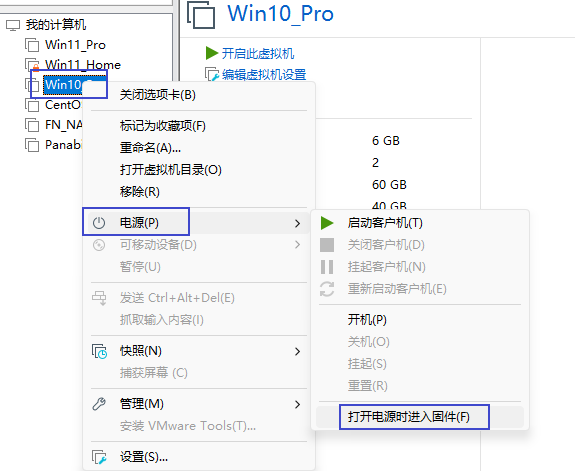 我的计算机
Win11_Pro
Win11_Home
Win10
CentO
FN_NA
Panab
Win10_Pro
开启此虚拟机
编辑虚拟机设置
6 GB
2
60 GB
40 GB
关闭选项卡(B)
标记为收藏项(F)
重命名(A)...
打开虚拟机目录(O)
移除(R)
电源(P)
可移动设备(D)
暂停(U)
发送 Ctrl+Alt+Del(E)
抓取输入内容(I)
快照(N)
捕获屏幕 (C)
管理(M)
安装 VMware Tools(T)...
设置(S)...
启动客户机(T)
关闭客户机(D)
挂起客户机(N)
重新启动客户机(E)
开机(P)
关机(O)
挂起(S)
重置(R)
打开电源时进入固件(F)